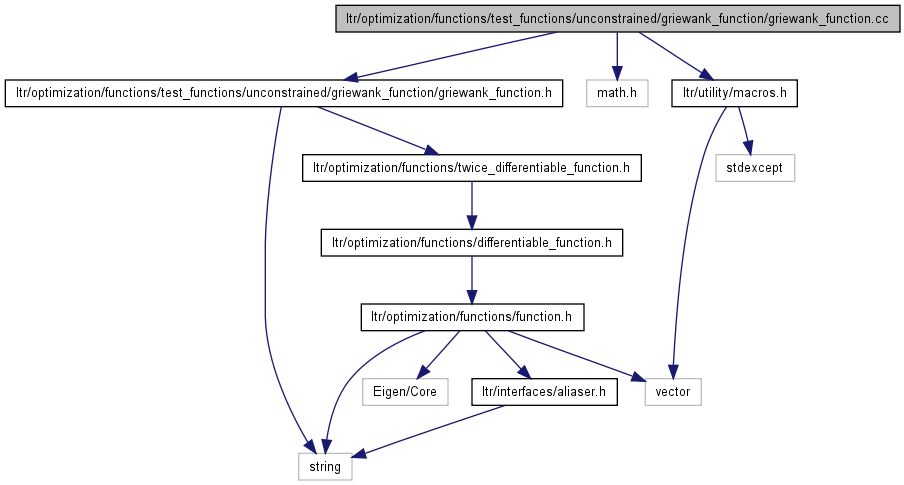 ltr/optimization/functions/test_functions/unconstrained/griewank_function/griewank_function.cc
ltr/optimization/functions/test_functions/unconstrained/griewank_function/griewank_function.h
math.h
ltr/utility/macros.h
ltr/optimization/functions/twice_differentiable_function.h
stdexcept
ltr/optimization/functions/differentiable_function.h
ltr/optimization/functions/function.h
Eigen/Core
ltr/interfaces/aliaser.h
vector
string